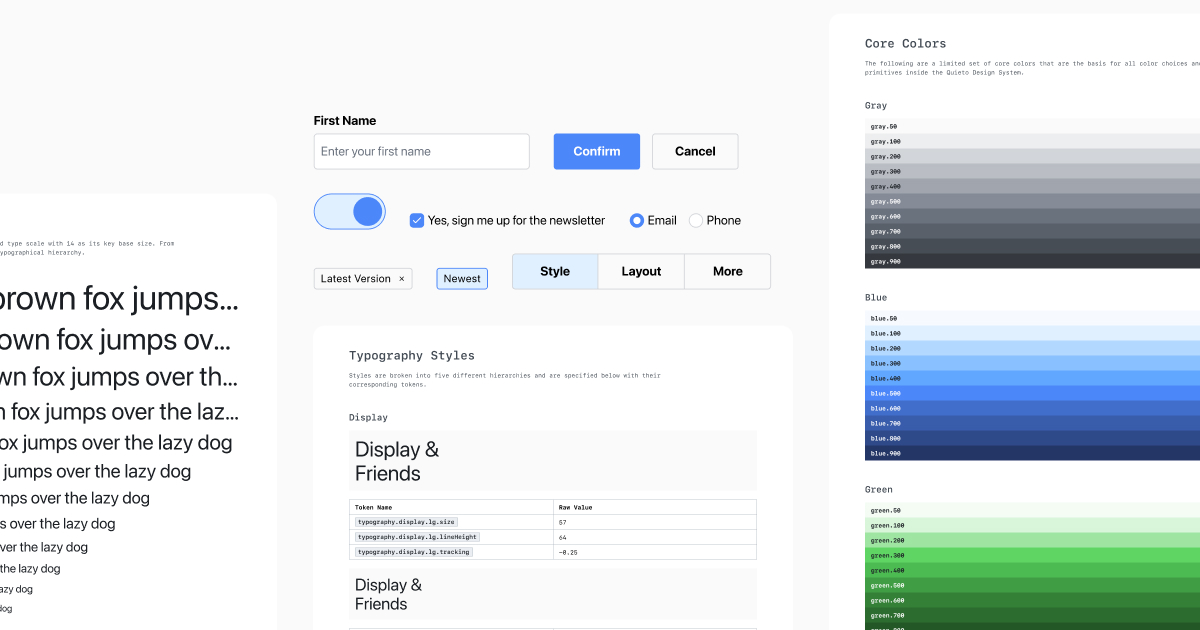 d type scale with 14 as its key base size. From
ypographical hierarchy.
brown fox jumps...
own fox jumps ov...
wn fox jumps over th...
n fox jumps over the laz...
ox jumps over the lazy dog
jumps over the lazy dog
mps over the lazy dog
s over the lazy dog
ver the lazy dog
the lazy dog
azy dog
dog
First Name
Enter your first name
Confirm
Cancel
Yes, sign me up for the newsletter
Email
Phone
Latest Version ×
Newest
Style
Layout
More
Typography Styles
Styles are broken into five different hierarchies and are specified below with their
corresponding tokens.
Display
Display &
Friends
Token Name Raw Value
typography.display.lg.size 57
typography.display.lg.lineHeight 64
typography.display.lg.tracking -0.25
Display &
Friends
Core Colors
The following are a limited set of core colors that are the basis for all color choices and
primitives inside the Quieto Design System.
Gray
gray.50
gray.100
gray.200
gray.300
gray.400
gray.500
gray.600
gray.700
gray.800
gray.900
Blue
blue.50
blue.100
blue.200
blue.300
blue.400
blue.500
blue.600
blue.700
blue.800
blue.900
Green
green.50
green.100
green.200
green.300
green.400
green.500
green.600
green.700